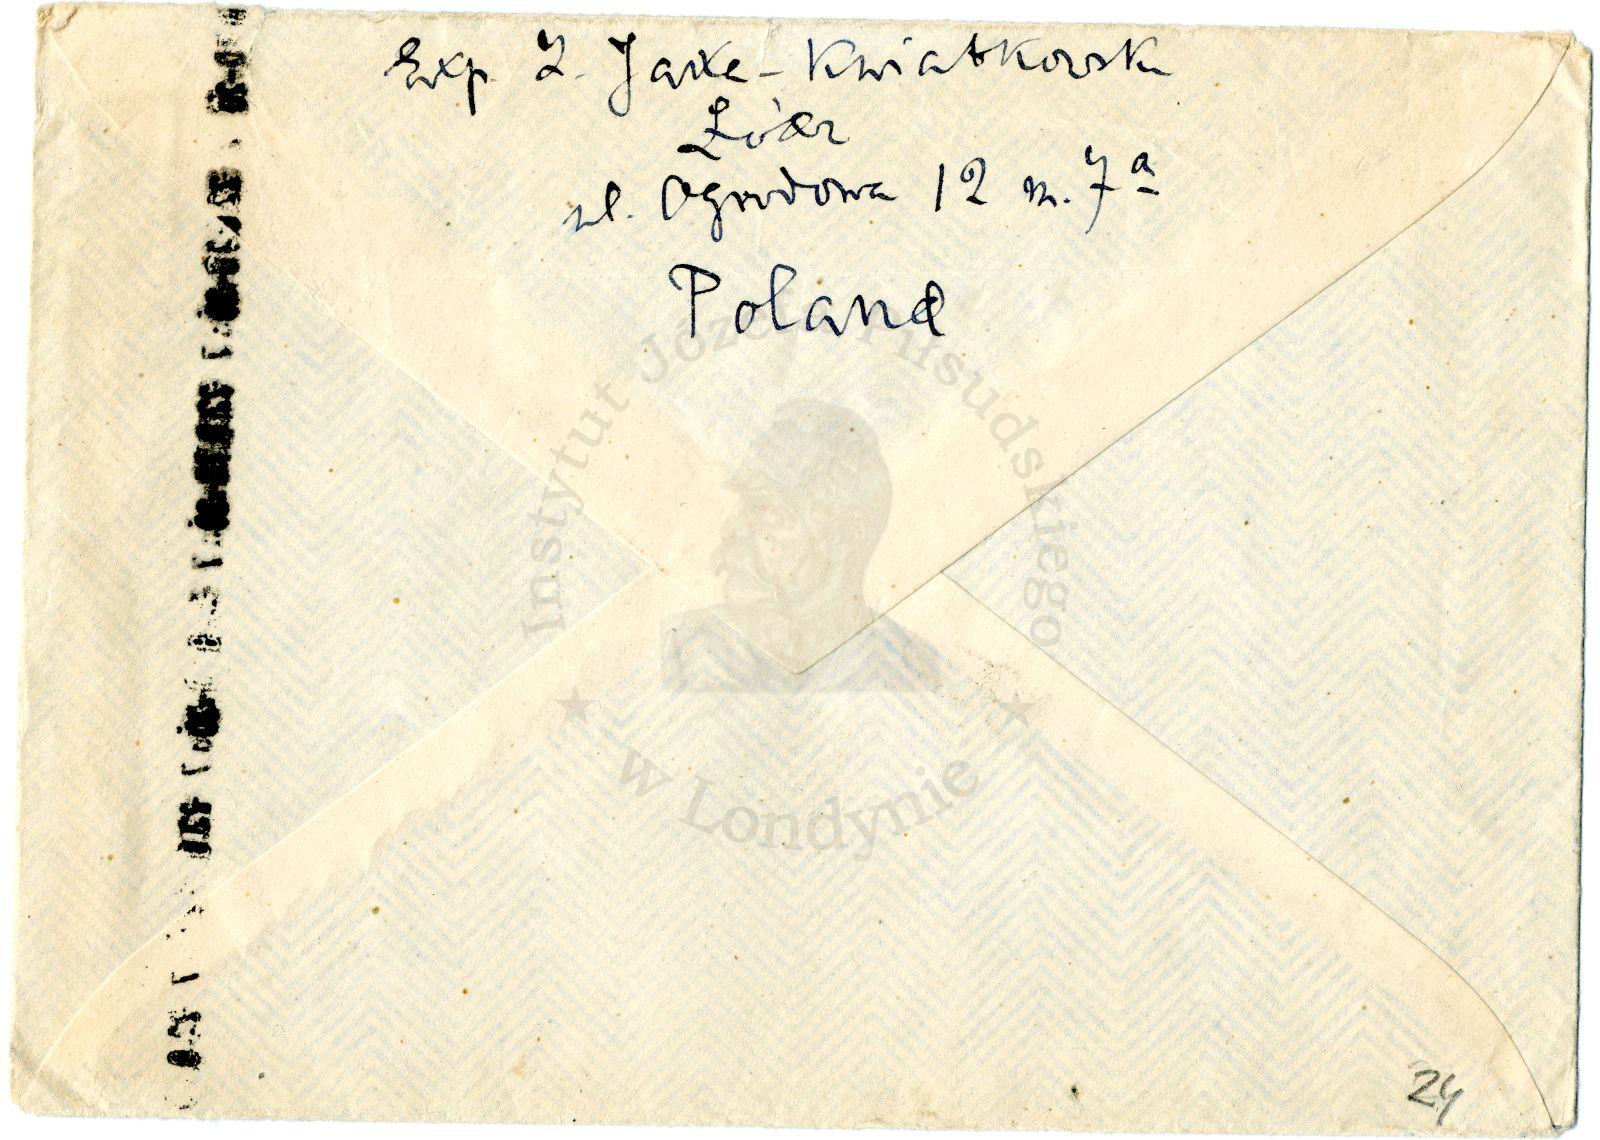 Exp. Z. Jaxa-Kwiatkowska
Łódź
ul. Ogrodowa 12 m. 7a
Poland
Instytut Józefa Piłsudskiego
w Londynie
24